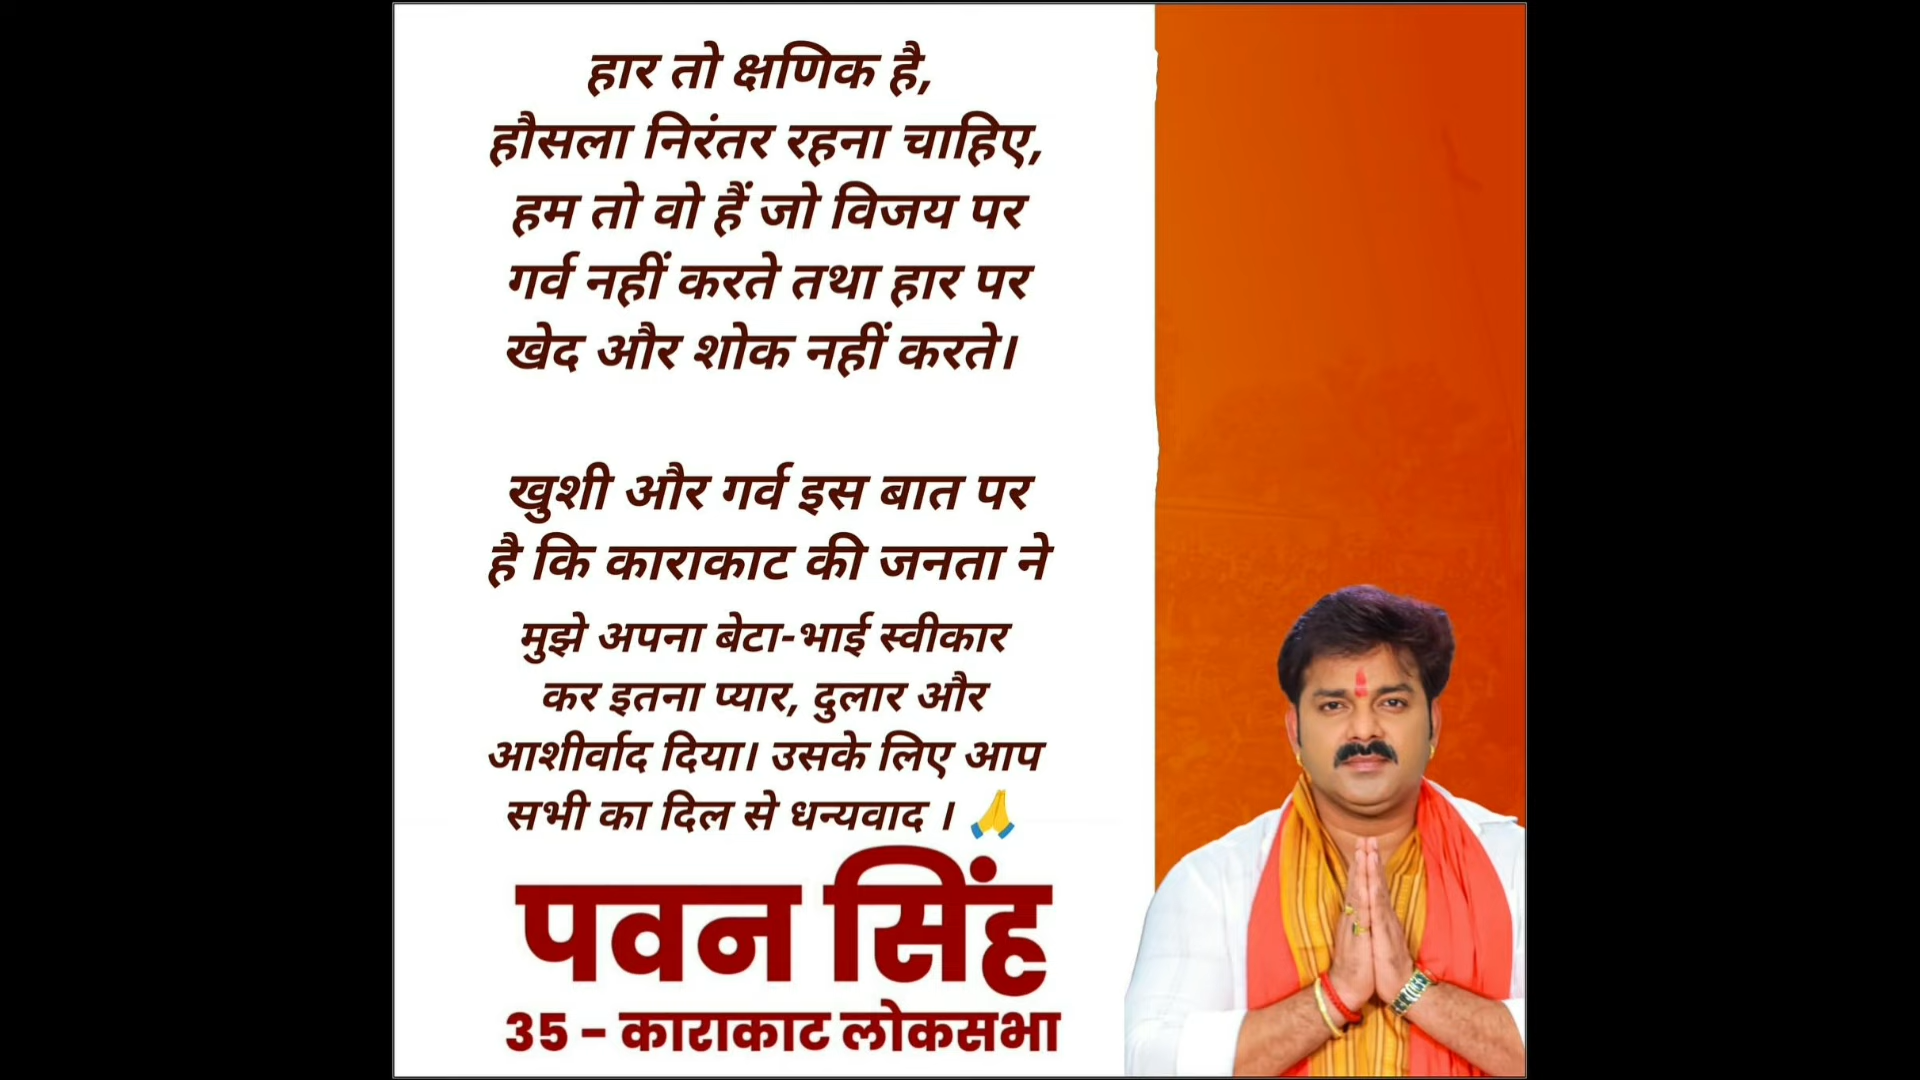 हार तो क्षणिक है,
हौसला निरंतर रहना चाहिए,
हम तो वो हैं जो विजय पर
गर्व नहीं करते तथा हार पर
खेद और शोक नहीं करते।
खुशी और गर्व इस बात पर
है कि काराकाट की जनता ने
मुझे अपना बेटा-भाई स्वीकार
कर इतना प्यार, दुलार और
आशीर्वाद दिया। उसके लिए आप
सभी का दिल से धन्यवाद । 🙏
पवन सिंह
35 - काराकाट लोकसभा